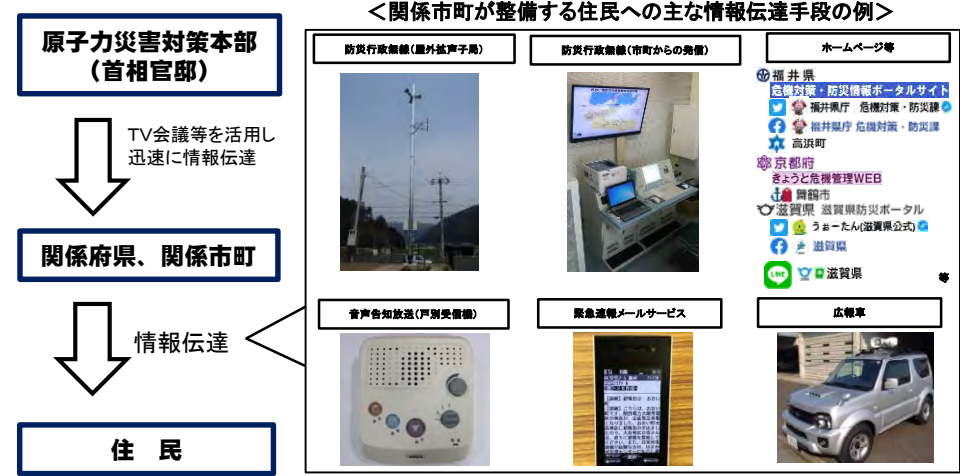 ＜関係市町が整備する住民への主な情報伝達手段の例＞
原子力災害対策本部
（首相官邸）
TV会議等を活用し
迅速に情報伝達
関係府県、関係市町
情報伝達
住 民
防災行政無線（屋外拡声子局）
防災行政無線（市町からの発信）
ホームページ等
福井県
危機対策・防災情報ポータルサイト
福井県庁 危機対策・防災課
福井県庁 危機対策・防災課
高浜町
京都府
きょうと危機管理WEB
舞鶴市
滋賀県 滋賀県防災ポータル
うぉーたん(滋賀県公式)
滋賀県
LINE 滋賀県
等
音声告知放送（戸別受信機）
緊急速報メールサービス
広報車